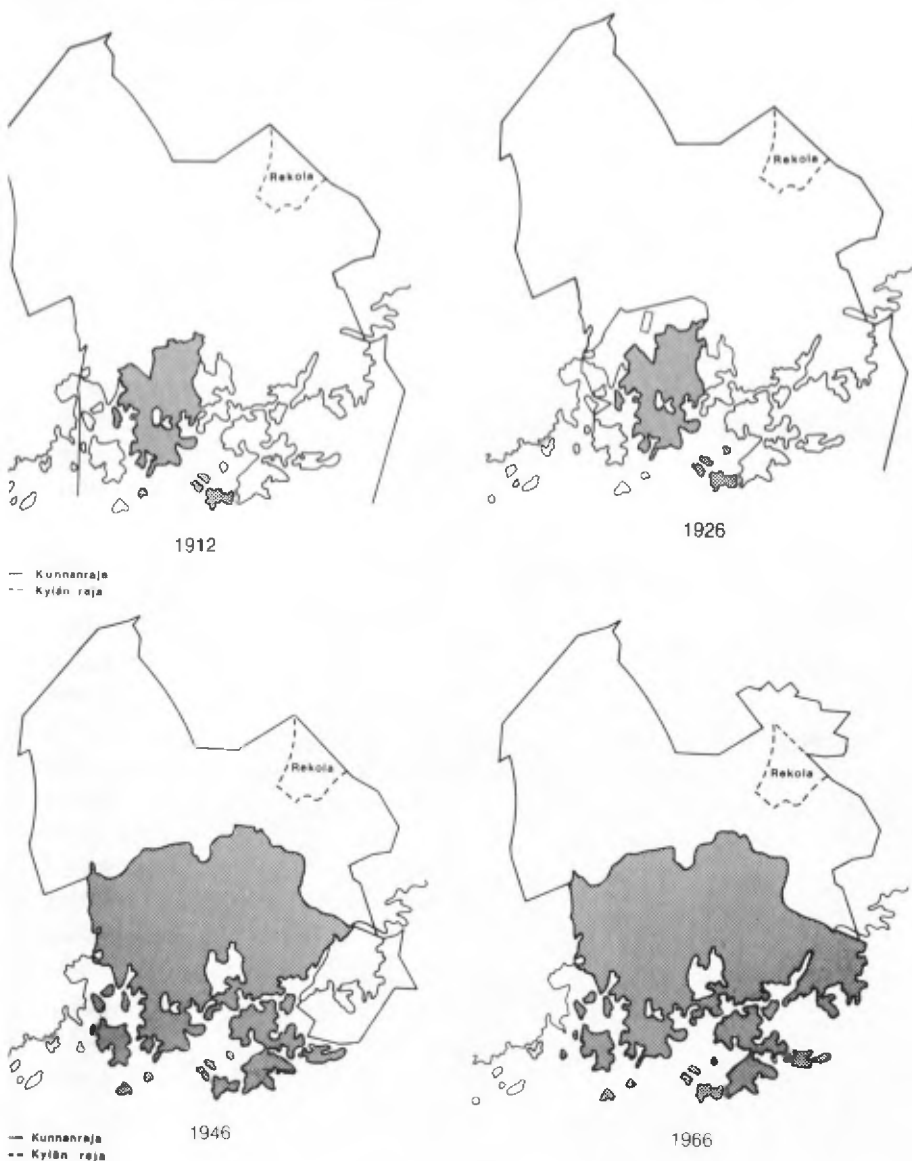 Rekola
Rekola
1912
1926
Kunnanraja
Kylän raja
Rekola
Rekola
1946
1966
Kunnanraja
Kylän raja